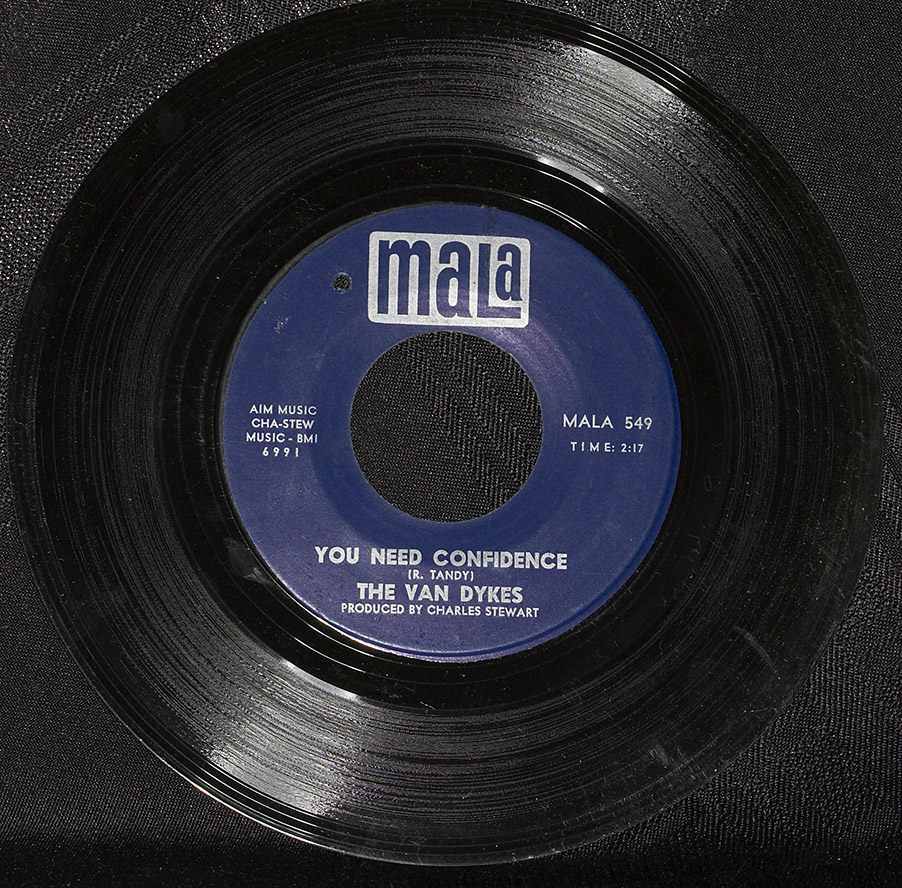 maLa
AIM MUSIC
CHA-STEW
MUSIC - BMI
6991
MALA 549
TIME: 2:17
YOU NEED CONFIDENCE
(R. TANDY)
THE VAN DYKES
PRODUCED BY CHARLES STEWART